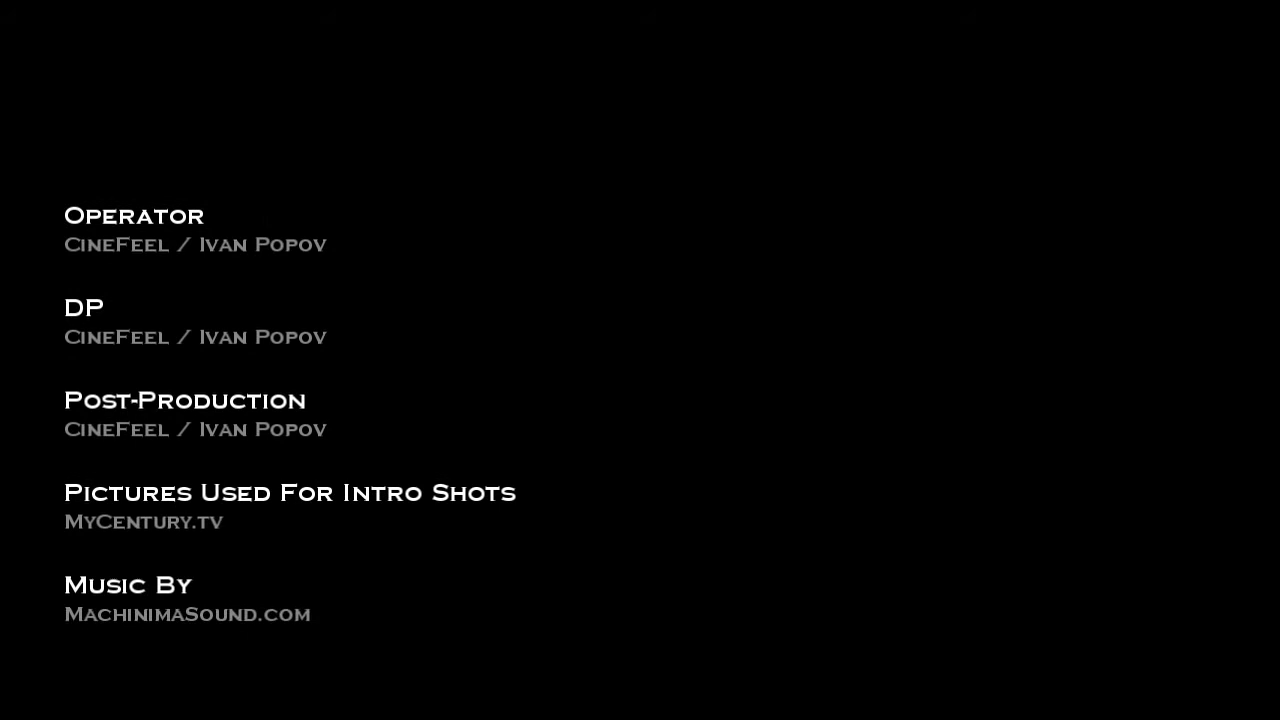 Operator
CineFeel / Ivan Popov
DP
CineFeel / Ivan Popov
Post-Production
CineFeel / Ivan Popov
Pictures Used For Intro Shots
MyCentury.tv
Music By
MachinimaSound.com